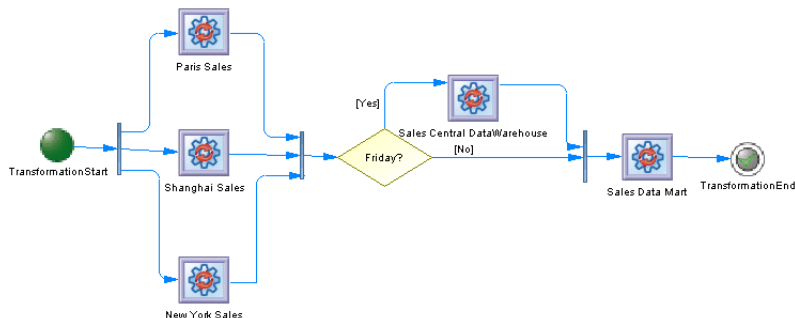 Paris Sales
[Yes]
Sales Central DataWarehouse
Friday?
[No]
TransformationStart
Shanghai Sales
Sales Data Mart
TransformationEnd
New York Sales